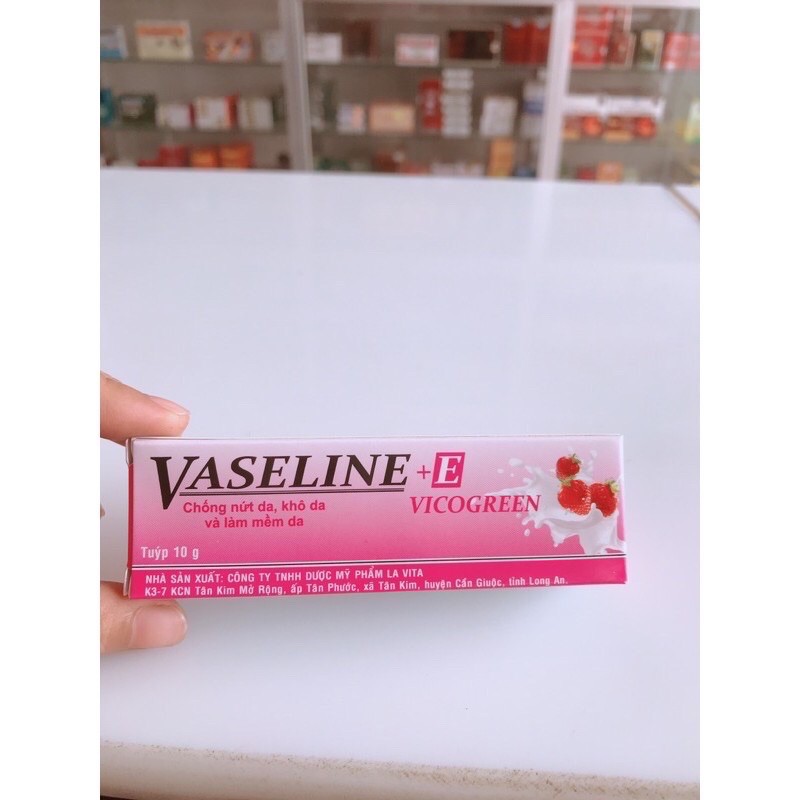 VASELINE +E
VICOGREEN
Chống nứt da, khô da
và làm mềm da
Tuýp 10 g
NHÀ SẢN XUẤT: CÔNG TY TNHH DƯỢC MỸ PHẨM LA VITA
K3-7 KCN Tân Kim Mở Rộng, ấp Tân Phước, xã Tân Kim, huyện Cần Giuộc, tỉnh Long An.